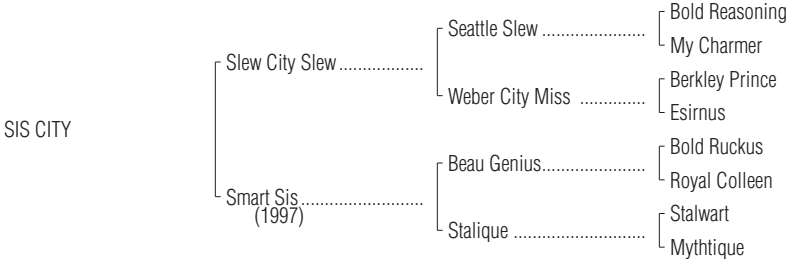 Bold Reasoning
Seattle Slew ......................
My Charmer
Slew City Slew ..................
Berkley Prince
Weber City Miss ..............
Esirnus
SIS CITY
Bold Ruckus
Beau Genius......................
Royal Colleen
Smart Sis ..........................
(1997)
Stalwart
Stalique ............................
Mythtique